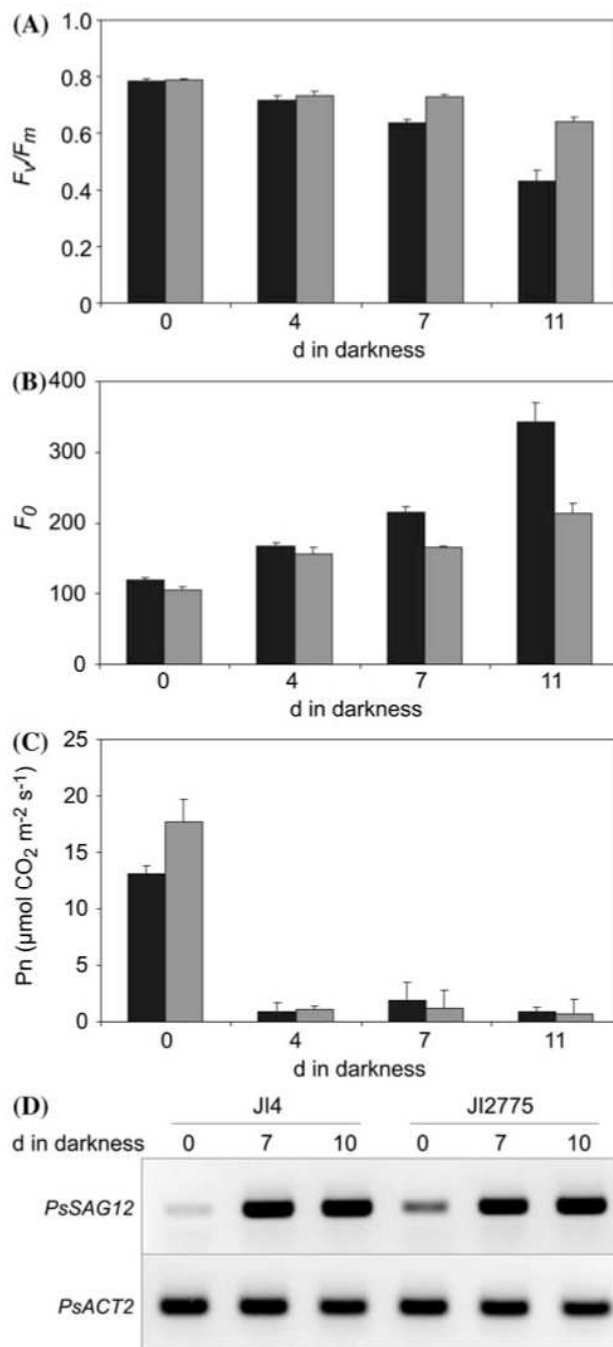 (A)
F_v/F_m
1.0
0.8
0.6
0.4
0.2
0
0 4 7 11
d in darkness
(B)
F_0
400
300
200
100
0
0 4 7 11
d in darkness
(C)
Pn (µmol CO₂ m⁻² s⁻¹)
25
20
15
10
5
0
0 4 7 11
d in darkness
(D)
JI4 JI2775
d in darkness 0 7 10 0 7 10
PsSAG12
PsACT2